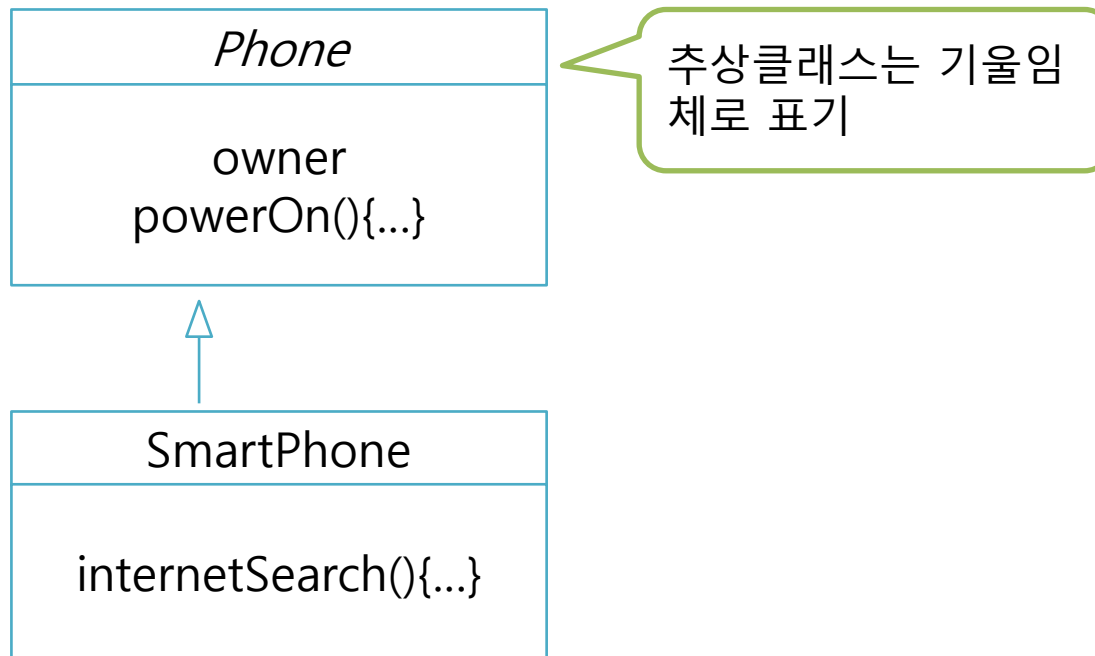 Phone
추상클래스는 기울임
체로 표기
owner
powerOn(){...}
SmartPhone
internetSearch(){...}